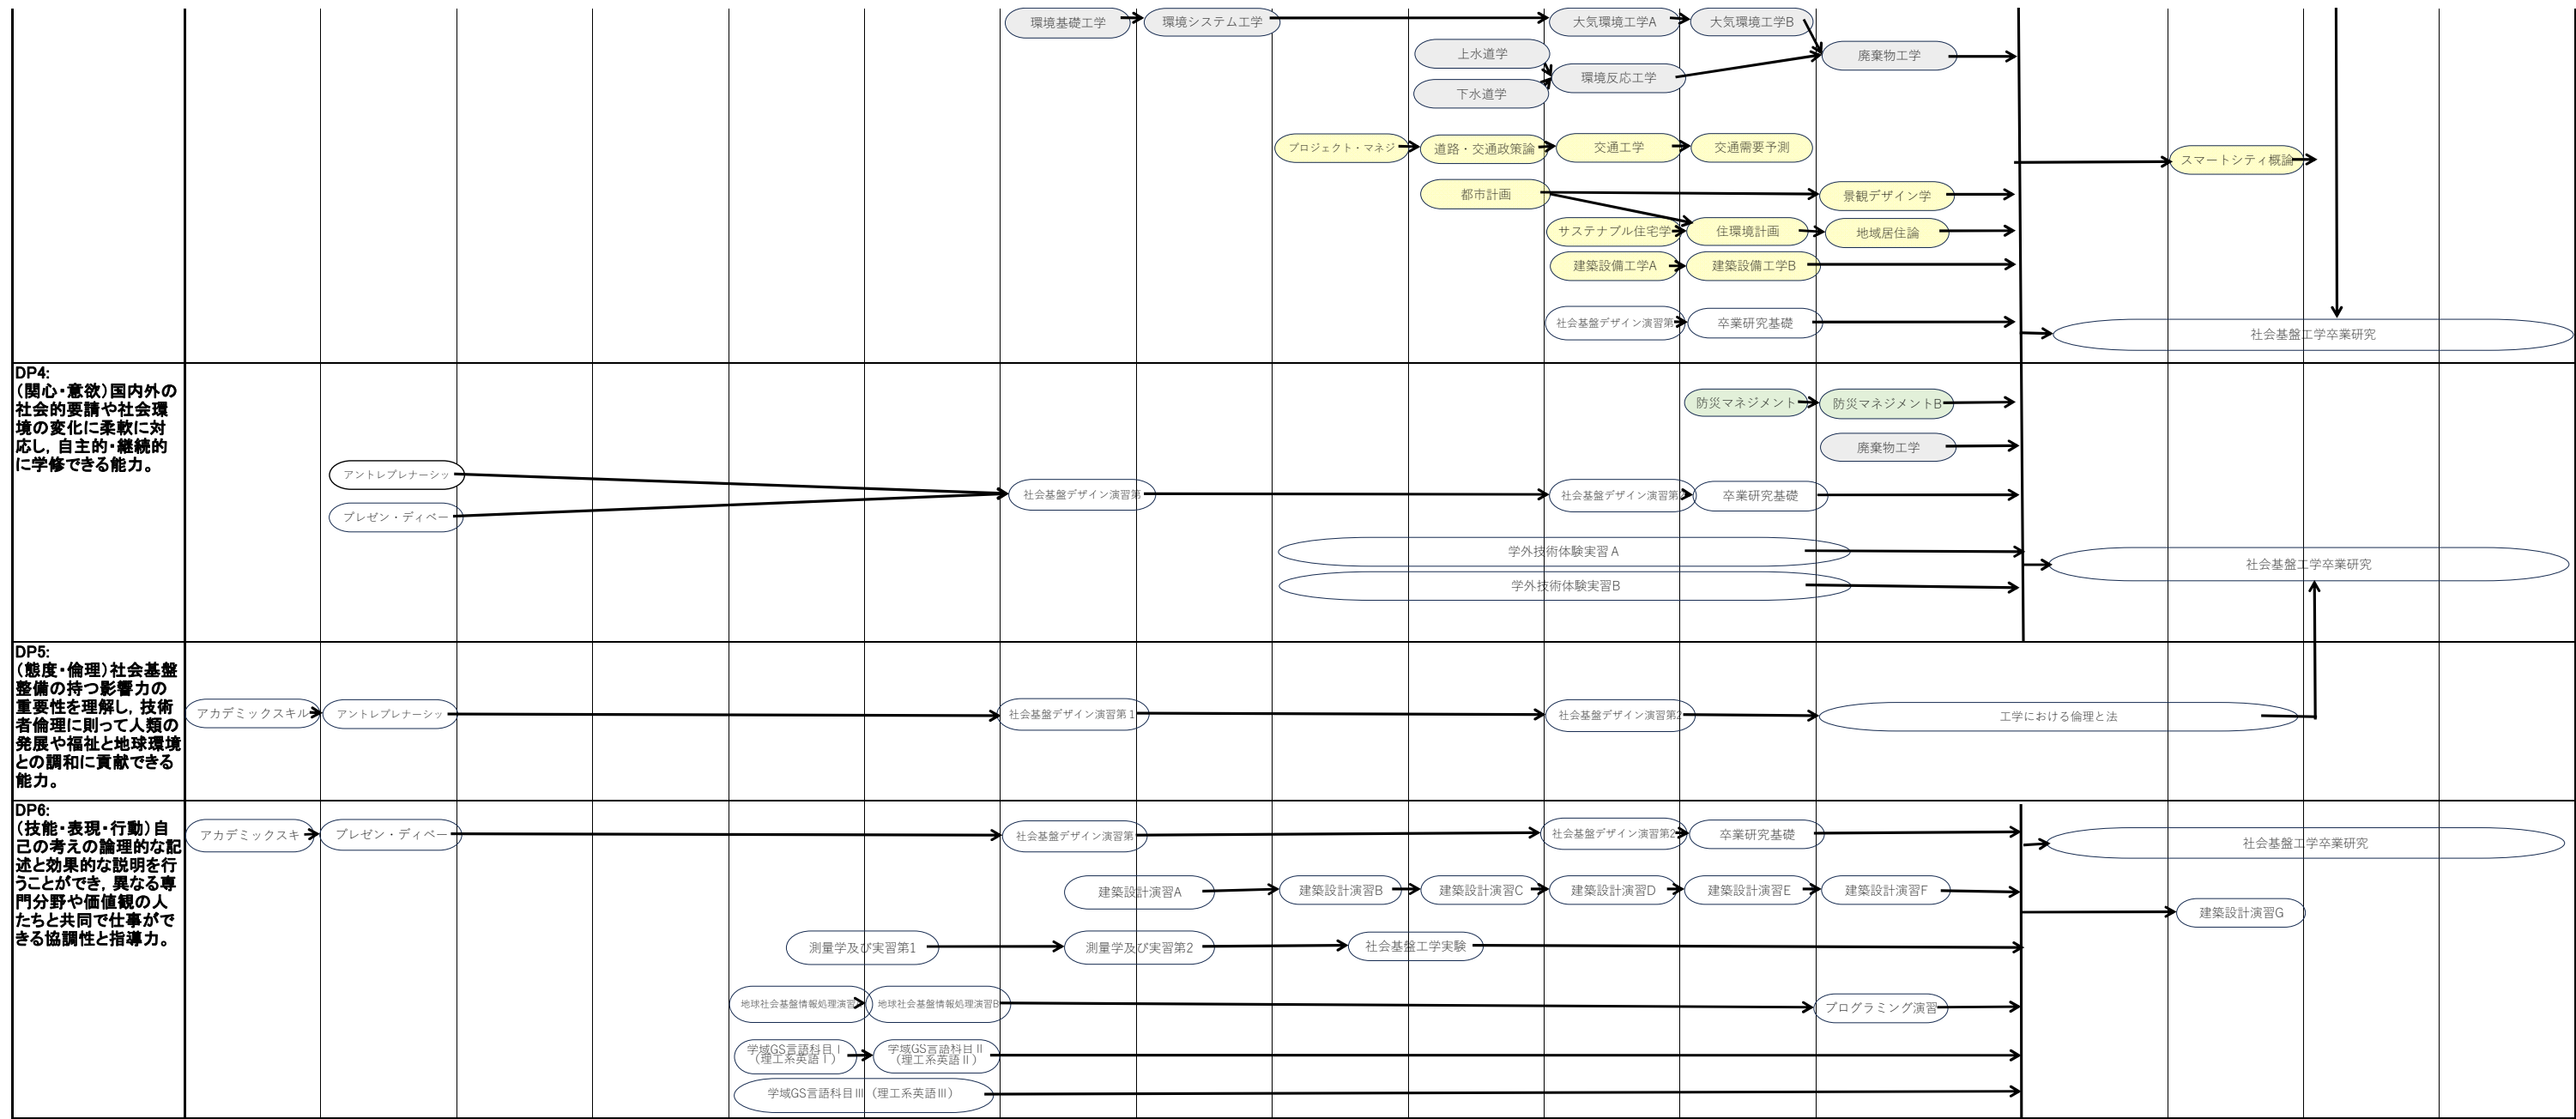 環境基礎工学
環境システム工学
大気環境工学A
大気環境工学B
上水道学
廃棄物工学
環境反応工学
下水道学
プロジェクト・マネジ
道路・交通政策論
交通工学
交通需要予測
スマートシティ概論
都市計画
景観デザイン学
サステナブル住宅学
住環境計画
地域居住論
建築設備工学A
建築設備工学B
社会基盤デザイン演習第
卒業研究基礎
社会基盤工学卒業研究
DP4:
（関心・意欲）国内外の
社会的要請や社会環
境の変化に柔軟に対
応し，自主的・継続的
に学修できる能力。
防災マネジメント
防災マネジメントB
廃棄物工学
アントレプレナーシッ
社会基盤デザイン演習第
社会基盤デザイン演習第2
卒業研究基礎
プレゼン・ディベー
学外技術体験実習A
社会基盤工学卒業研究
学外技術体験実習B
DP5:
（態度・倫理）社会基盤
整備の持つ影響力の
重要性を理解し，技術
者倫理に則って人類の
発展や福祉と地球環境
との調和に貢献できる
能力。
アカデミックスキル
アントレプレナーシッ
社会基盤デザイン演習第1
社会基盤デザイン演習第2
工学における倫理と法
DP6:
（技能・表現・行動）自
己の考えの論理的な記
述と効果的な説明を行
うことができ，異なる専
門分野や価値観の人
たちと共同で仕事がで
きる協調性と指導力。
アカデミックスキ
プレゼン・ディベー
社会基盤デザイン演習第
社会基盤デザイン演習第2
卒業研究基礎
社会基盤工学卒業研究
建築設計演習A
建築設計演習B
建築設計演習C
建築設計演習D
建築設計演習E
建築設計演習F
建築設計演習G
測量学及び実習第1
測量学及び実習第2
社会基盤工学実験
地球社会基盤情報処理演習
地球社会基盤情報処理演習B
プログラミング演習
学域GS言語科目Ⅰ
（理工系英語Ⅰ）
学域GS言語科目Ⅱ
（理工系英語Ⅱ）
学域GS言語科目Ⅲ（理工系英語Ⅲ）